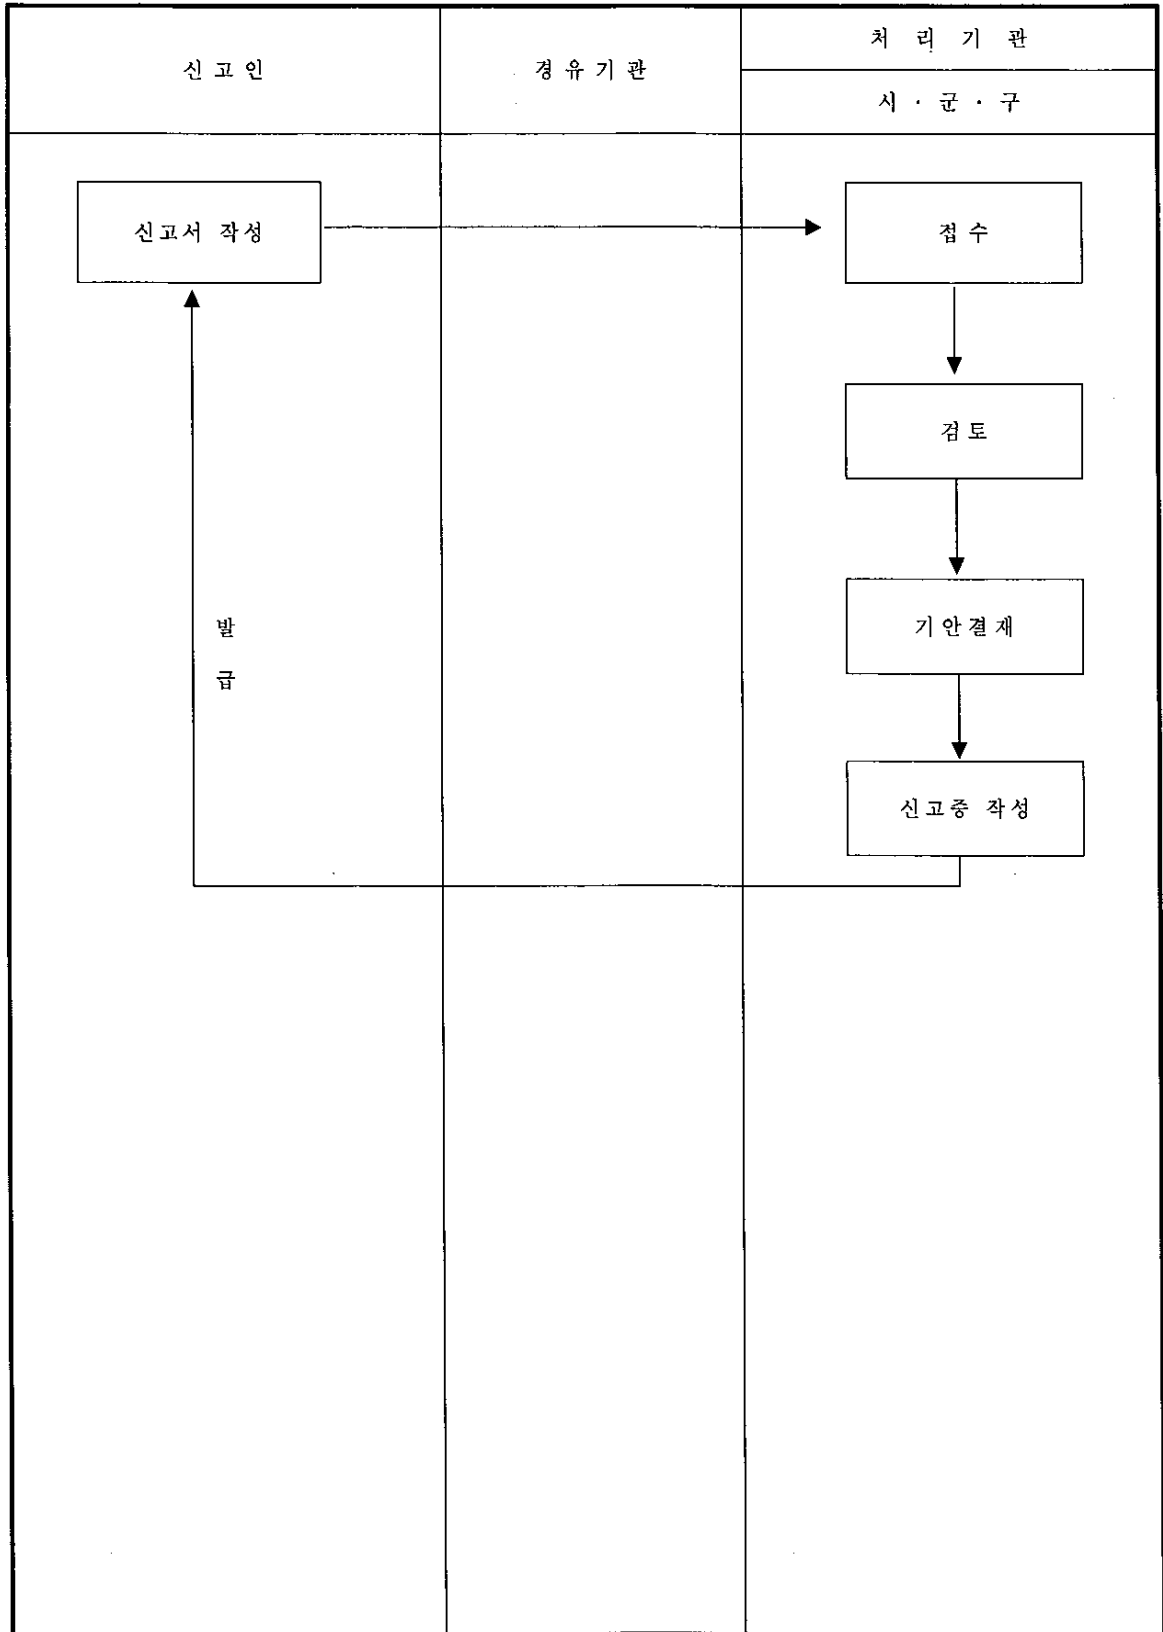 신고인
경유기관
처 리 기 관
시·군·구
신고서 작성
접수
검토
기안결재
발
급
신고증 작성